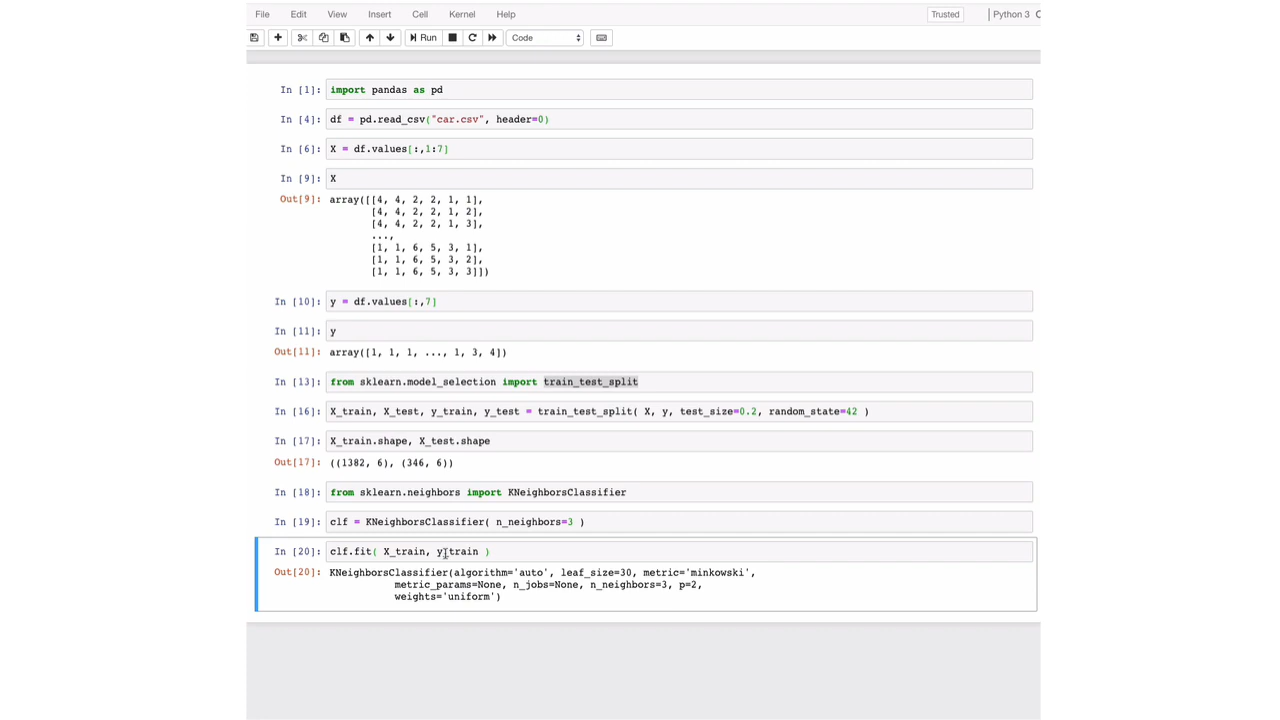 File Edit View Insert Cell Kernel Help Trusted Python 3
Run Code
In [1]: import pandas as pd
In [4]: df = pd.read_csv("car.csv", header=0)
In [6]: X = df.values[:,1:7]
In [9]: X
Out[9]: array([[4, 4, 2, 2, 1, 1],
[4, 4, 2, 2, 1, 2],
[4, 4, 2, 2, 1, 3],
...,
[1, 1, 6, 5, 3, 1],
[1, 1, 6, 5, 3, 2],
[1, 1, 6, 5, 3, 3]])
In [10]: y = df.values[:,7]
In [11]: y
Out[11]: array([1, 1, 1, ..., 1, 3, 4])
In [13]: from sklearn.model_selection import train_test_split
In [16]: X_train, X_test, y_train, y_test = train_test_split( X, y, test_size=0.2, random_state=42 )
In [17]: X_train.shape, X_test.shape
Out[17]: ((1382, 6), (346, 6))
In [18]: from sklearn.neighbors import KNeighborsClassifier
In [19]: clf = KNeighborsClassifier( n_neighbors=3 )
In [20]: clf.fit( X_train, y_train )
Out[20]: KNeighborsClassifier(algorithm='auto', leaf_size=30, metric='minkowski',
metric_params=None, n_jobs=None, n_neighbors=3, p=2,
weights='uniform')